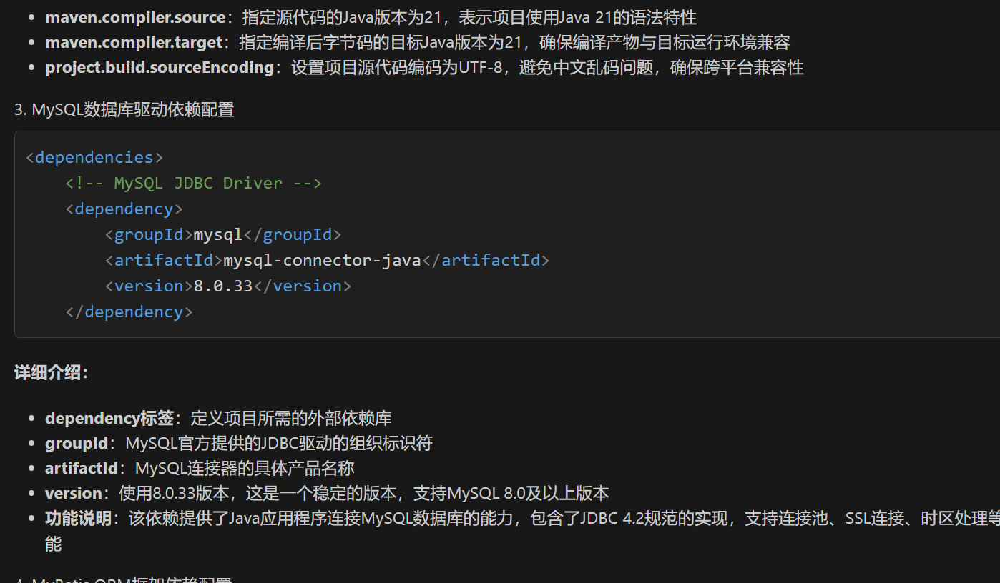 • maven.compiler.source：指定源代码的Java版本为21，表示项目使用Java 21的语法特性
• maven.compiler.target：指定编译后字节码的目标Java版本为21，确保编译产物与目标运行环境兼容
• project.build.sourceEncoding：设置项目源代码编码为UTF-8，避免中文乱码问题，确保跨平台兼容性
3. MySQL数据库驱动依赖配置
<dependencies>
    <!-- MySQL JDBC Driver -->
    <dependency>
        <groupId>mysql</groupId>
        <artifactId>mysql-connector-java</artifactId>
        <version>8.0.33</version>
    </dependency>
详细介绍：
• dependency标签：定义项目所需的外部依赖库
• groupId：MySQL官方提供的JDBC驱动的组织标识符
• artifactId：MySQL连接器的具体产品名称
• version：使用8.0.33版本，这是一个稳定的版本，支持MySQL 8.0及以上版本
• 功能说明：该依赖提供了Java应用程序连接MySQL数据库的能力，包含了JDBC 4.2规范的实现，支持连接池、SSL连接、时区处理等
能
4. MyBatis ORM框架依赖配置